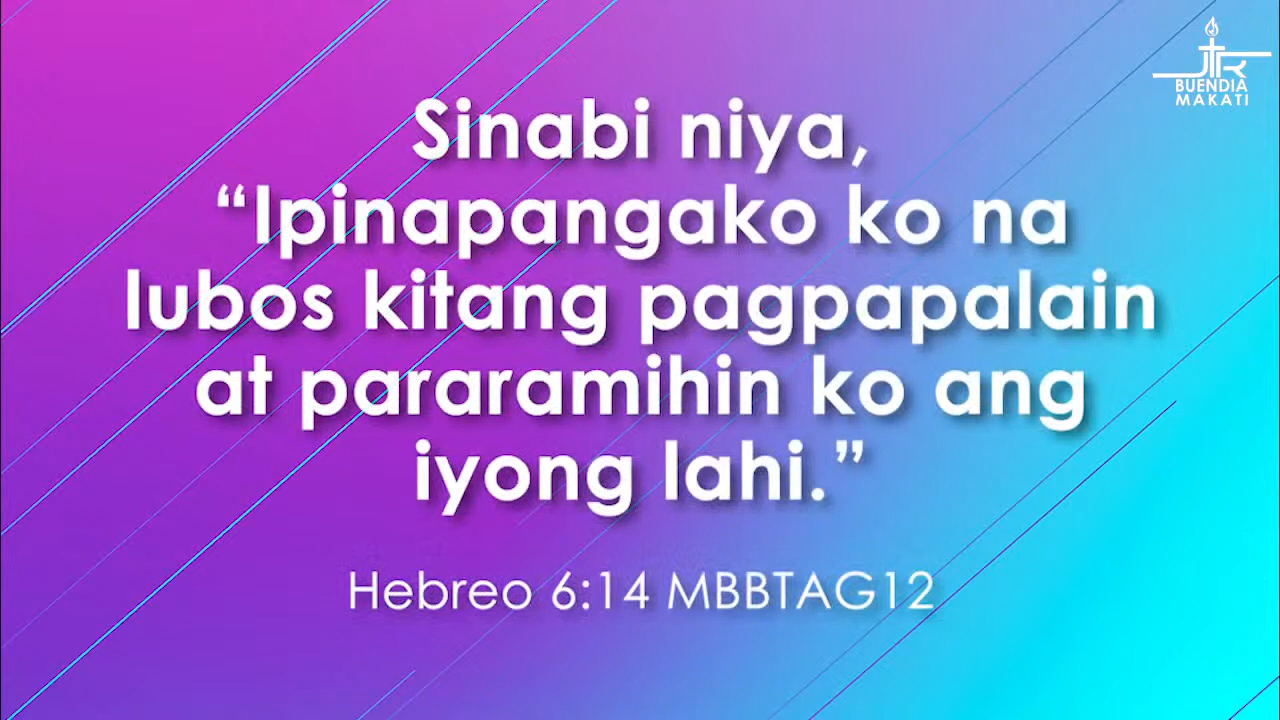 JTR
BUENDIA
MAKATI
Sinabi niya,
“Ipinapangako ko na
lubos kitang pagpapalain
at pararamihin ko ang
iyong lahi.”
Hebreo 6:14 MBBTAG12